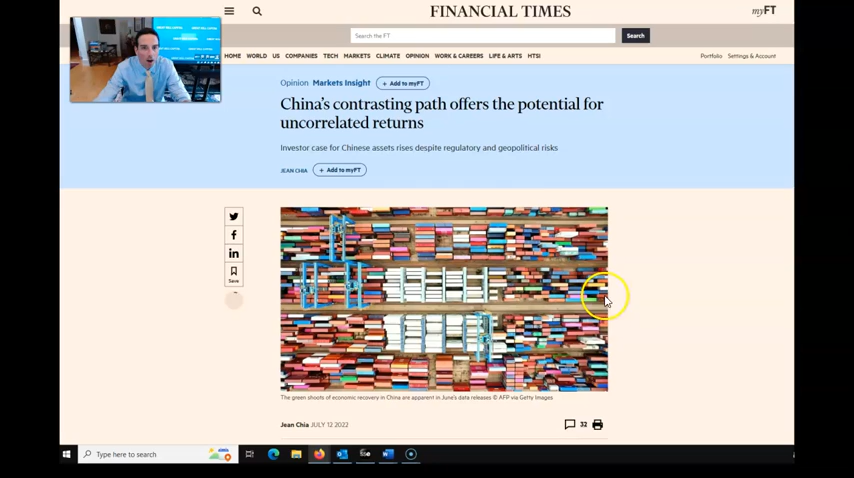 FINANCIAL TIMES
myFT
Search the FT
Search
HOME WORLD US COMPANIES TECH MARKETS CLIMATE OPINION WORK & CAREERS LIFE & ARTS HTSI
Portfolio Settings & Account
Opinion Markets Insight + Add to myFT
China's contrasting path offers the potential for
uncorrelated returns
Investor case for Chinese assets rises despite regulatory and geopolitical risks
JEAN CHIA + Add to myFT
Save
The green shoots of economic recovery in China are apparent in June's data releases © AFP via Getty Images
Jean Chia JULY 12 2022
32
Type here to search